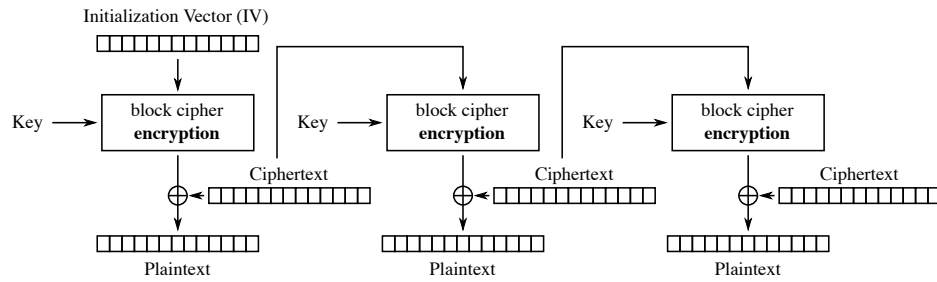 Initialization Vector (IV)
Key
block cipher
encryption
Key
block cipher
encryption
Key
block cipher
encryption
Ciphertext
Ciphertext
Ciphertext
Plaintext
Plaintext
Plaintext